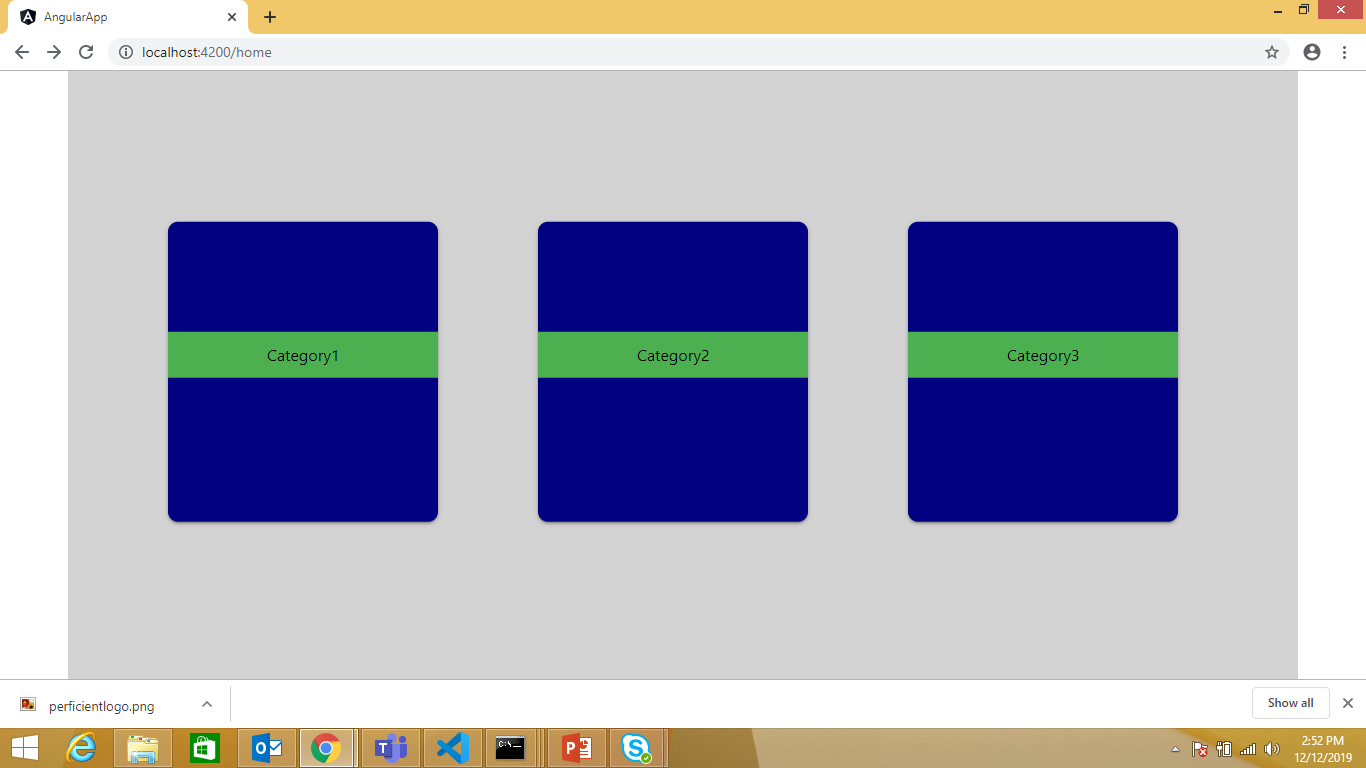 AngularApp
localhost:4200/home
Category1
Category2
Category3
perficientlogo.png
Show all
2:52 PM
12/12/2019